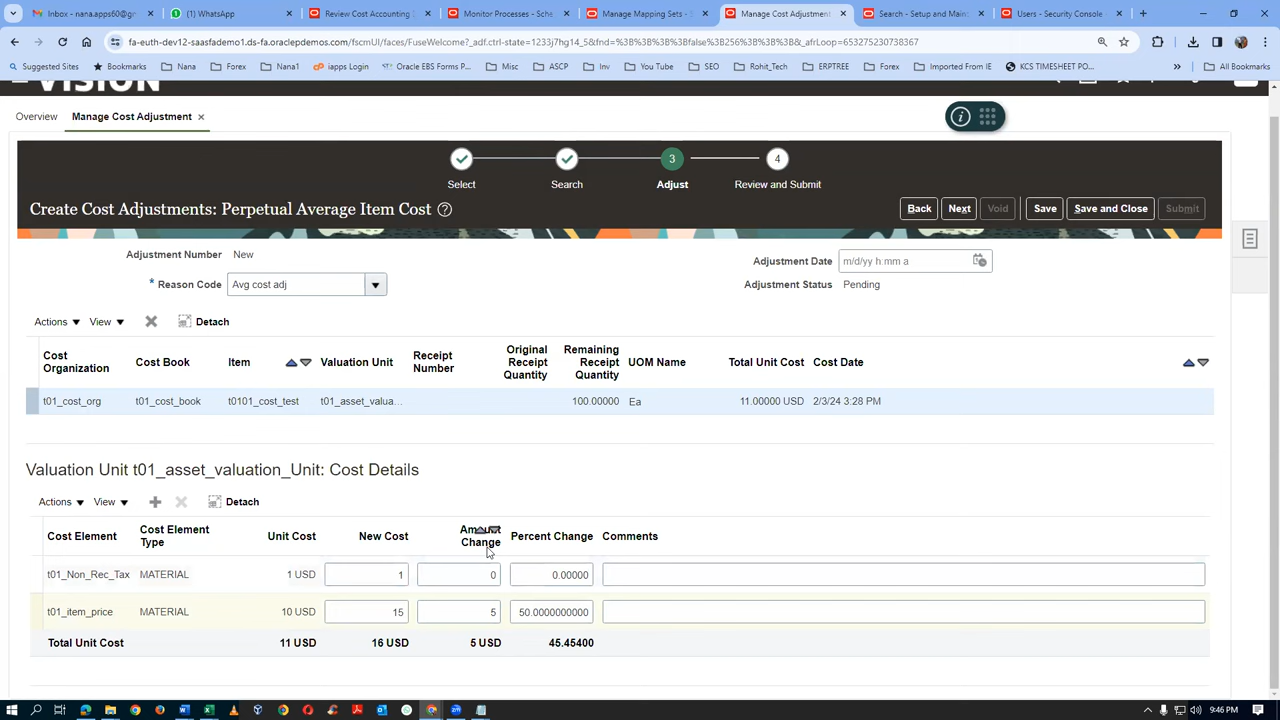 nana.apps60@gr
(1) WhatsApp
Review Cost Accounting
Monitor Processes - Sche
Manage Mapping Sets -
Manage Cost Adjustment
Search - Setup and Main
Users - Security Console
fa-euth-dev12-saasfademo1.ds-fa.oraclepdemos.com/fscmUI/faces/FuseWelcome?_adf.ctrl-state=1233j7hg14_5&fnd=%3B%3B%3B%3Bfalse%3B256%3B%3B%3B&_afrLoop=653275230738367
Suggested Sites
Bookmarks
Nana
Forex
Nana1
iapps Login
Oracle EBS Forms P...
Misc
ASCP
Inv
You Tube
SEO
Rohit_Tech
ERPTREE
Forex
Imported From IE
KCS TIMESHEET PO...
»
All Bookmarks
VISION
Overview
Manage Cost Adjustment ×
3
4
Select
Search
Adjust
Review and Submit
Create Cost Adjustments: Perpetual Average Item Cost
Back
Next
Void
Save
Save and Close
Submit
Adjustment Number New
Adjustment Date m/d/yy h:mm a
* Reason Code Avg cost adj
Adjustment Status Pending
Actions View Detach
Cost Organization
Cost Book
Item
Valuation Unit
Receipt Number
Original Receipt Quantity
Remaining Receipt Quantity
UOM Name
Total Unit Cost
Cost Date
t01_cost_org t01_cost_book t0101_cost_test t01_asset_valua... 100.00000 Ea 11.00000 USD 2/3/24 3:28 PM
Valuation Unit t01_asset_valuation_Unit: Cost Details
Actions View Detach
Cost Element
Cost Element Type
Unit Cost
New Cost
Amount Change
Percent Change
Comments
t01_Non_Rec_Tax MATERIAL 1 USD 1 0 0.00000
t01_item_price MATERIAL 10 USD 15 5 50.0000000000
Total Unit Cost 11 USD 16 USD 5 USD 45.45400
9:46 PM